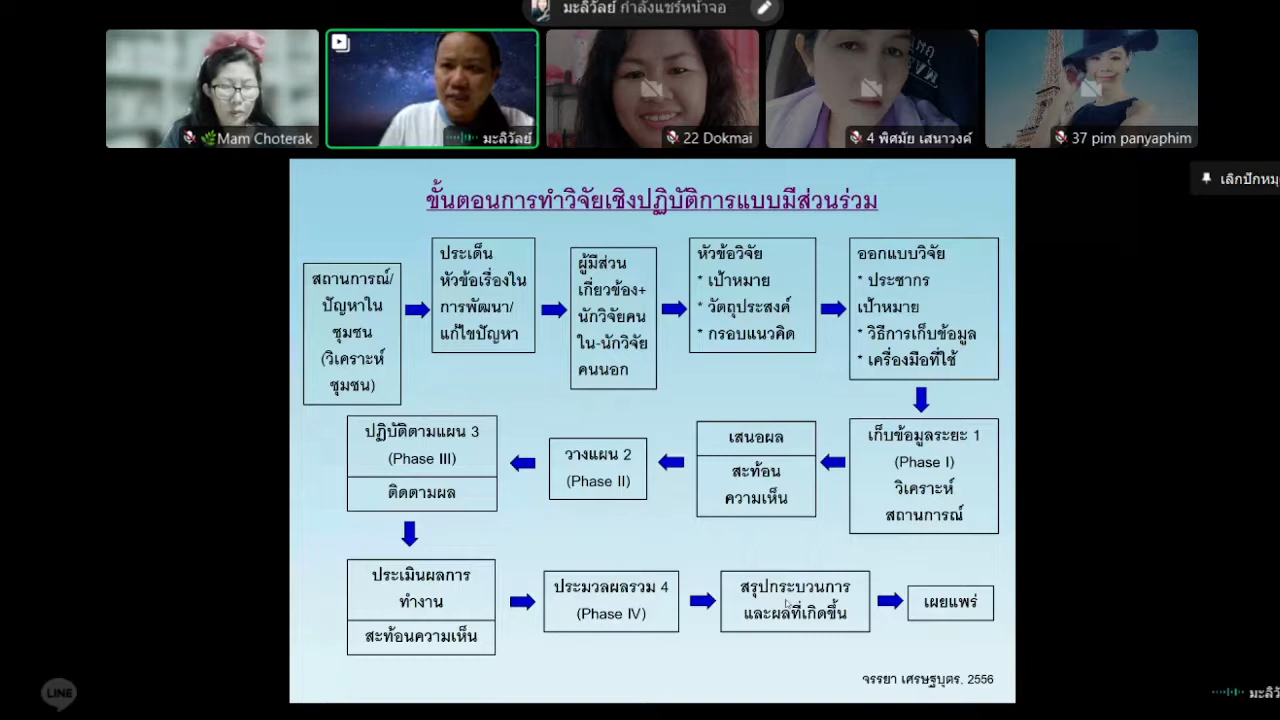 มะลิวัลย์ กำลังแชร์หน้าจอ
Mam Choterak
มะลิวัลย์
22 Dokmai
4 พิศมัย เสนาวงค์
37 pim panyaphim
เลิกปักหมุ
ขั้นตอนการทำวิจัยเชิงปฏิบัติการแบบมีส่วนร่วม
สถานการณ์/
ปัญหาใน
ชุมชน
(วิเคราะห์
ชุมชน)
ประเด็น
หัวข้อเรื่องใน
การพัฒนา/
แก้ไขปัญหา
ผู้มีส่วน
เกี่ยวข้อง+
นักวิจัยคน
ใน-นักวิจัย
คนนอก
หัวข้อวิจัย
* เป้าหมาย
* วัตถุประสงค์
* กรอบแนวคิด
ออกแบบวิจัย
* ประชากร
เป้าหมาย
* วิธีการเก็บข้อมูล
* เครื่องมือที่ใช้
เก็บข้อมูลระยะ 1
(Phase I)
วิเคราะห์
สถานการณ์
เสนอผล
สะท้อน
ความเห็น
วางแผน 2
(Phase II)
ปฏิบัติตามแผน 3
(Phase III)
ติดตามผล
ประเมินผลการ
ทำงาน
สะท้อนความเห็น
ประมวลผลรวม 4
(Phase IV)
สรุปกระบวนการ
และผลที่เกิดขึ้น
เผยแพร่
จรรยา เศรษฐบุตร. 2556
LINE
มะลิวั